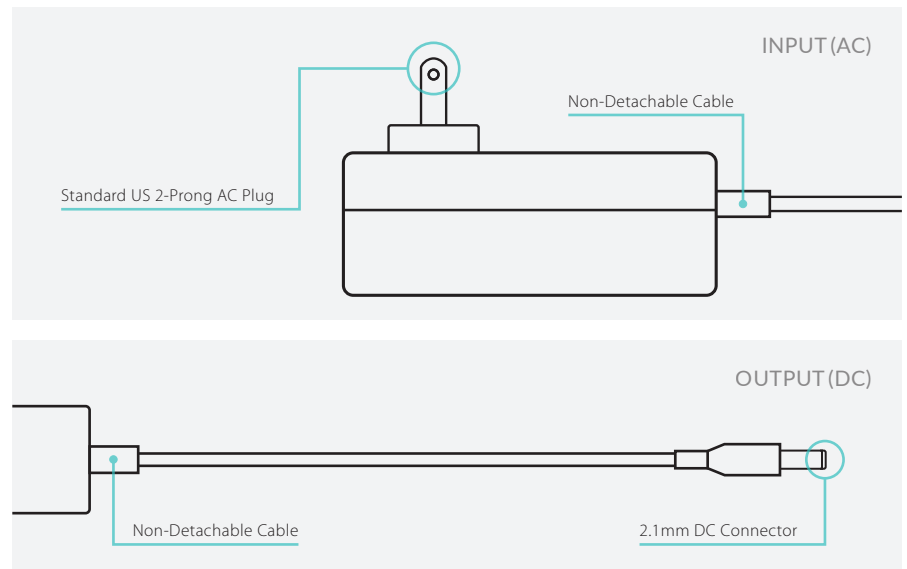 INPUT (AC)
Non-Detachable Cable
Standard US 2-Prong AC Plug
OUTPUT (DC)
Non-Detachable Cable
2.1mm DC Connector